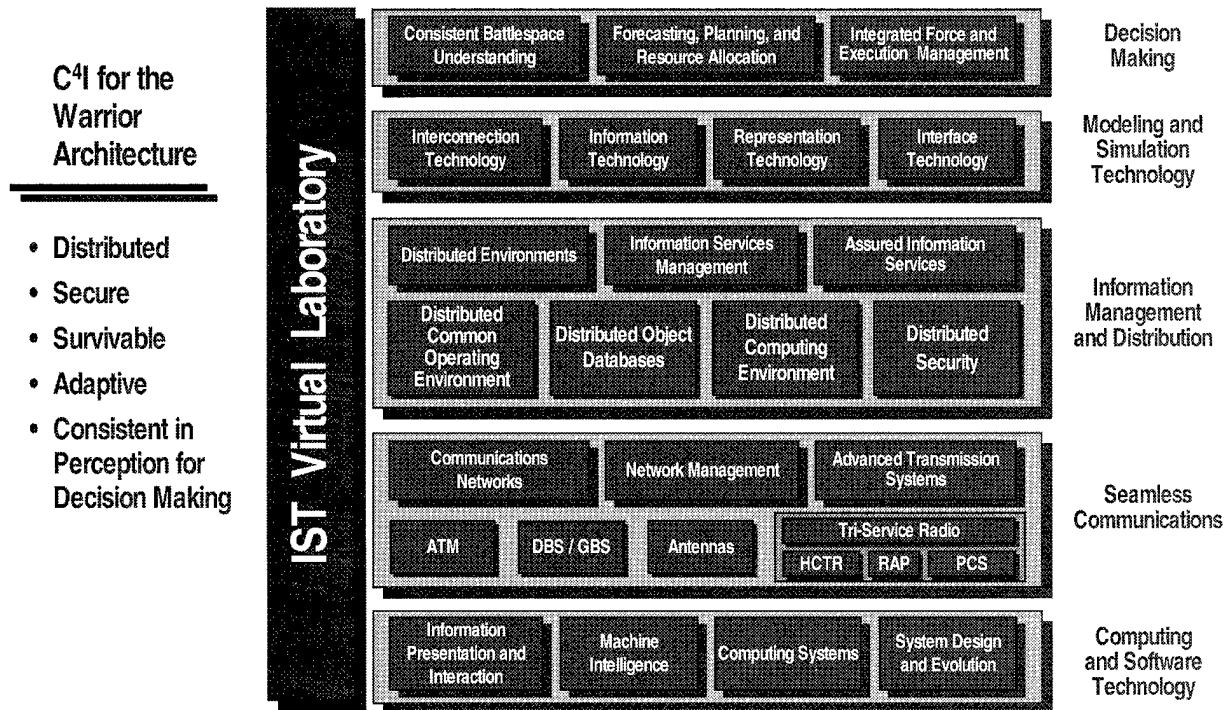 C⁴I for the
Warrior
Architecture
• Distributed
• Secure
• Survivable
• Adaptive
• Consistent in
Perception for
Decision Making
IST Virtual Laboratory
Consistent Battlespace
Understanding
Forecasting, Planning, and
Resource Allocation
Integrated Force and
Execution Management
Decision
Making
Interconnection
Technology
Information
Technology
Representation
Technology
Interface
Technology
Modeling and
Simulation
Technology
Distributed Environments
Information Services
Management
Assured Information
Services
Distributed
Common
Operating
Environment
Distributed Object
Databases
Distributed
Computing
Environment
Distributed
Security
Information
Management
and Distribution
Communications
Networks
Network Management
Advanced Transmission
Systems
ATM
DBS / GBS
Antennas
Tri-Service Radio
HCTR
RAP
PCS
Seamless
Communications
Information
Presentation and
Interaction
Machine
Intelligence
Computing Systems
System Design
and Evolution
Computing
and Software
Technology